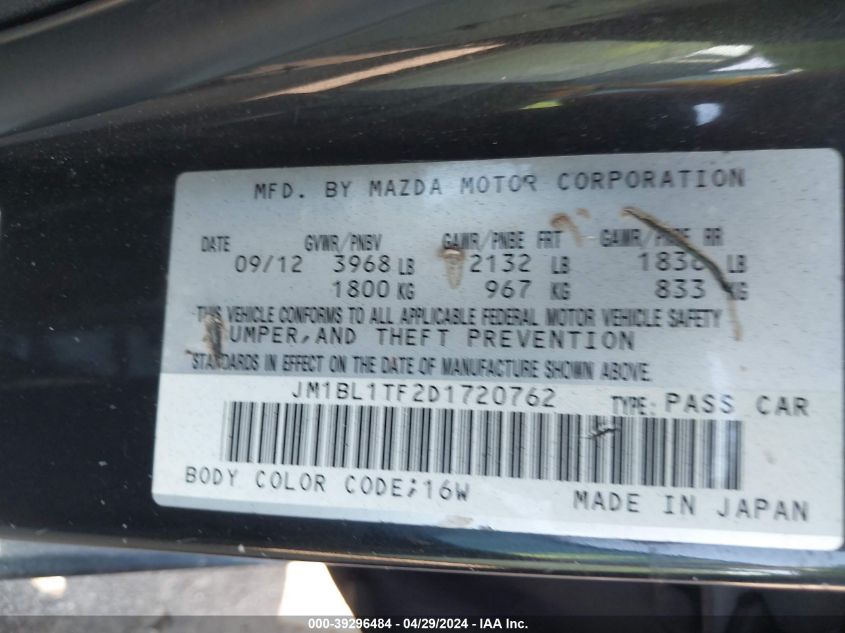 MFD. BY MAZDA MOTOR CORPORATION
DATE GVWR/PNBV GAWR/PNBE FRT GAWR/PNBE RR
09/12 3968 LB 2132 LB 1836 LB
1800 KG 967 KG 833 KG
THIS VEHICLE CONFORMS TO ALL APPLICABLE FEDERAL MOTOR VEHICLE SAFETY
BUMPER,AND THEFT PREVENTION
STANDARDS IN EFFECT ON THE DATE OF MANUFACTURE SHOWN ABOVE.
JM1BL1TF2D1720762 TYPE: PASS CAR
BODY COLOR CODE;16W MADE IN JAPAN
000-39296484 - 04/29/2024 - IAA Inc.